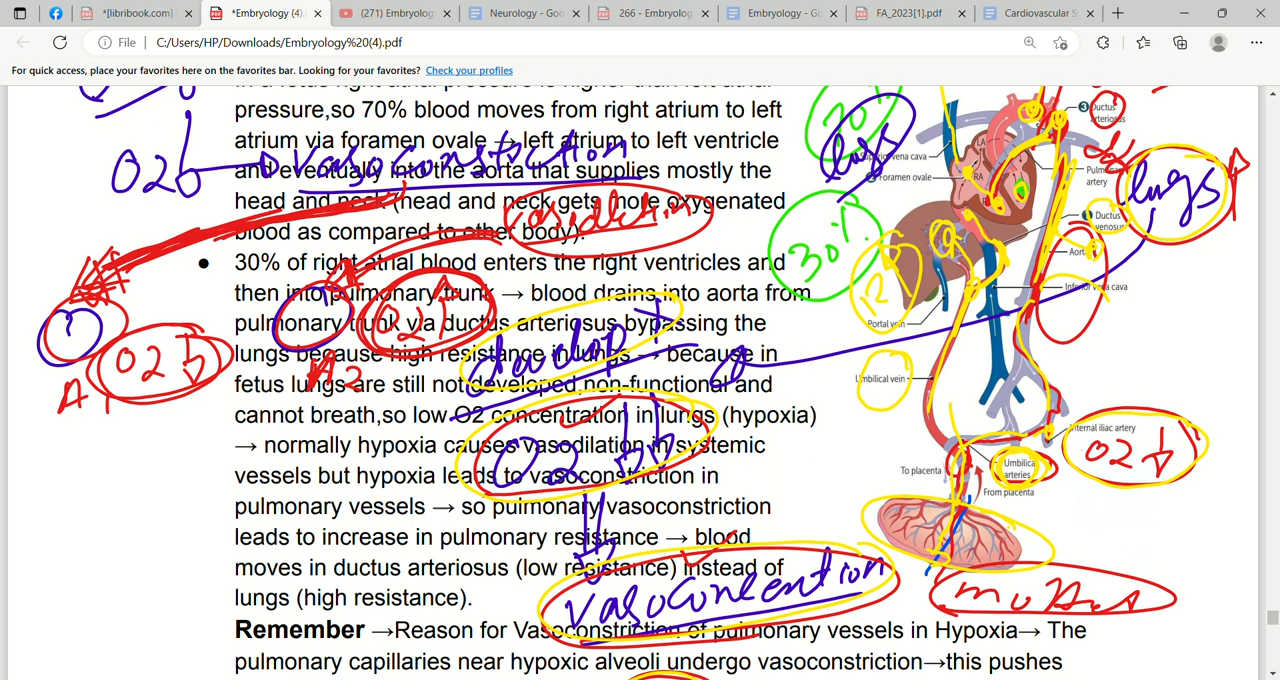 *[libribook.com]
*Embryology (4).
(271) Embryolog
Neurology - Goo
266 - Embryolog
Embryology - Go
FA_2023[1].pdf
Cardiovascular S
File
C:/Users/HP/Downloads/Embryology%20(4).pdf
For quick access, place your favorites here on the favorites bar. Looking for your favorites? Check your profiles
pressure,so 70% blood moves from right atrium to left
atrium via foramen ovale → left atrium to left ventricle
and eventually into the aorta that supplies mostly the
head and neck (head and neck gets more oxygenated
blood as compared to other body).
● 30% of right atrial blood enters the right ventricles and
then into pulmonary trunk → blood drains into aorta from
pulmonary trunk via ductus arteriosus bypassing the
lungs because high resistance in lungs → because in
fetus lungs are still not developed,non-functional and
cannot breath,so low O2 concentration in lungs (hypoxia)
→ normally hypoxia causes vasodilation in systemic
vessels but hypoxia leads to vasoconstriction in
pulmonary vessels → so pulmonary vasoconstriction
leads to increase in pulmonary resistance → blood
moves in ductus arteriosus (low resistance) instead of
lungs (high resistance).
Remember →Reason for Vasoconstriction of pulmonary vessels in Hypoxia→ The
pulmonary capillaries near hypoxic alveoli undergo vasoconstriction→this pushes
O2
Vasoconstriction
?
O2↓
A1
A2
O2↑
develop
O2 ↓↓
30%
lungs
O2↓
3 Ductus
arteriosus
vena cava
Foramen ovale
LA
RA
artery
1 Ductus
Portal vein
Umbilical vein
Internal iliac artery
To placenta
From placenta